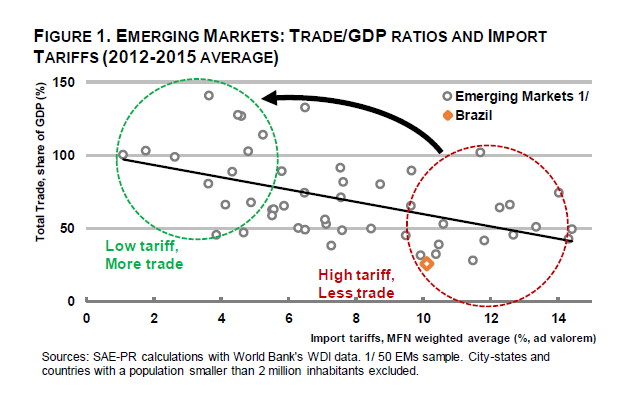 FIGURE 1. EMERGING MARKETS: TRADE/GDP RATIOS AND IMPORT
TARIFFS (2012-2015 AVERAGE)
Total Trade, share of GDP (%)
150
100
50
0
Emerging Markets 1/
Brazil
Low tariff,
More trade
High tariff,
Less trade
0 2 4 6 8 10 12 14
Import tariffs, MFN weighted average (%, ad valorem)
Sources: SAE-PR calculations with World Bank's WDI data. 1/ 50 EMs sample. City-states and
countries with a population smaller than 2 million inhabitants excluded.